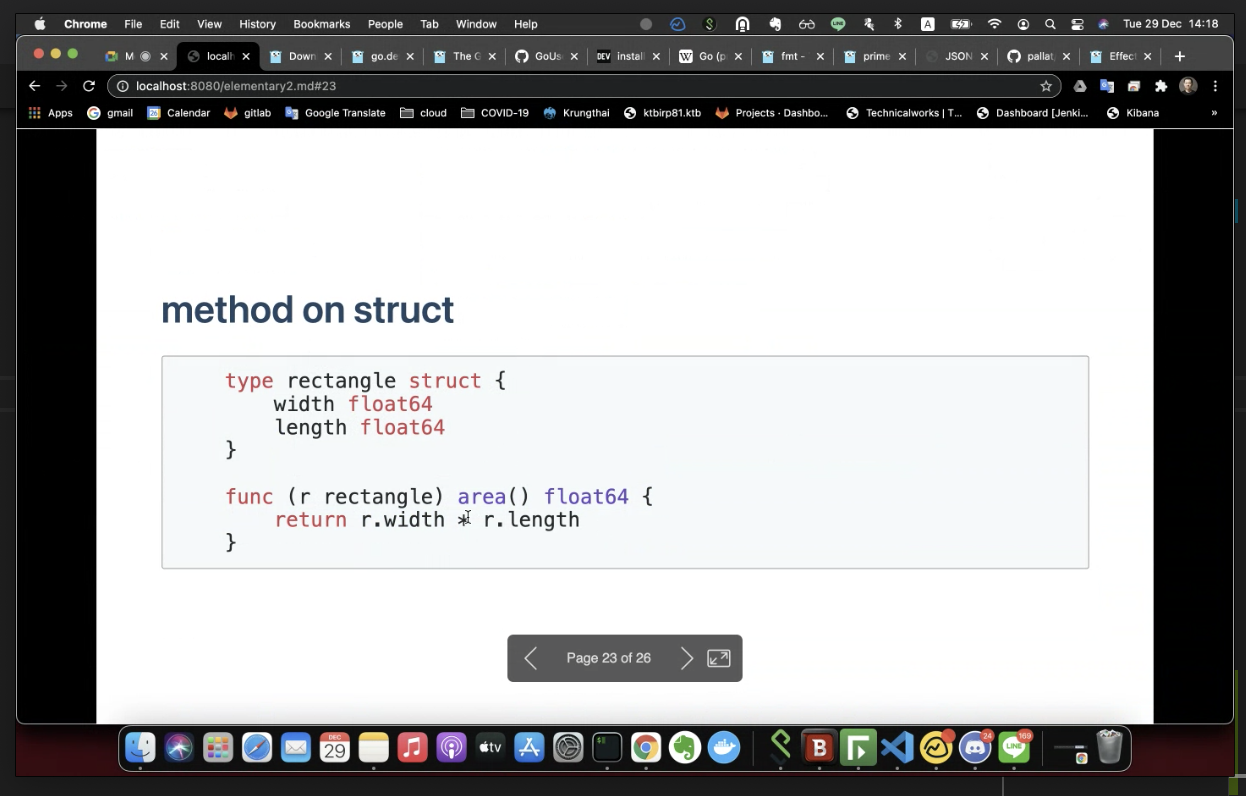 Chrome File Edit View History Bookmarks People Tab Window Help A Tue 29 Dec 14:18
M localh Down go.de The G GoUs DEV install W Go (p fmt - prime JSON pallat Effect
localhost:8080/elementary2.md#23
Apps gmail Calendar gitlab Google Translate cloud COVID-19 Krungthai ktbirp81.ktb Projects · Dashbo... Technicalworks | T... Dashboard [Jenki... Kibana »
method on struct
type rectangle struct {
width float64
length float64
}
func (r rectangle) area() float64 {
return r.width * r.length
}
Page 23 of 26
DEC
29 tv B 24 LINE 169